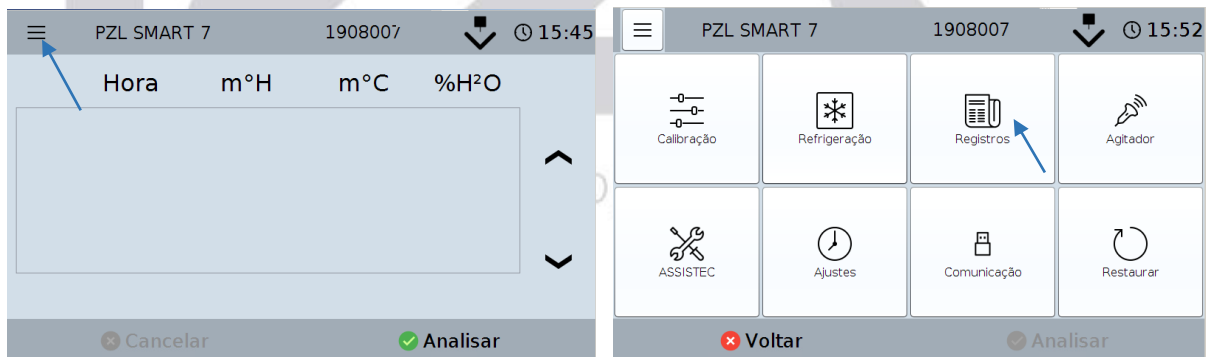 PZL SMART 7 1908007 15:45
Hora m°H m°C %H²O
Cancelar Analisar
PZL SMART 7 1908007 15:52
Calibração Refrigeração Registros Agitador
ASSISTEC Ajustes Comunicação Restaurar
Voltar Analisar